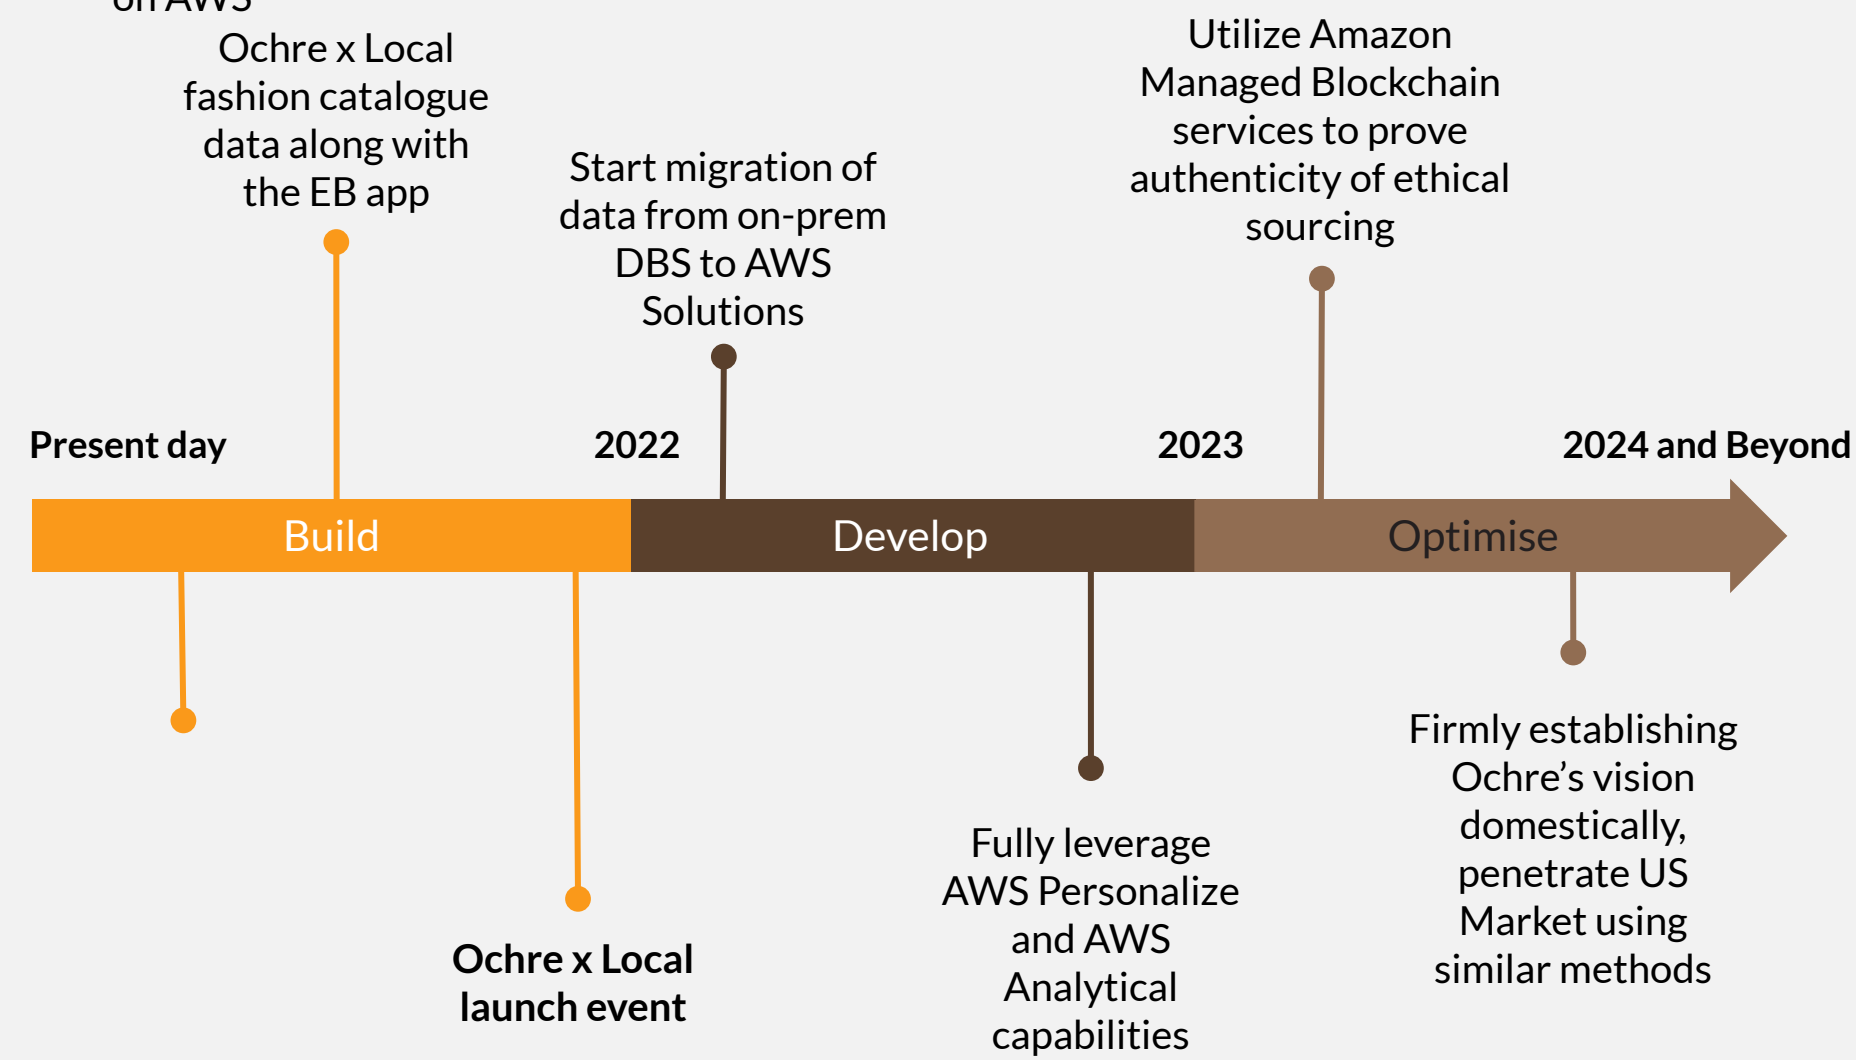 on AWS
Ochre x Local
fashion catalogue
data along with
the EB app
Start migration of
data from on-prem
DBS to AWS
Solutions
Utilize Amazon
Managed Blockchain
services to prove
authenticity of ethical
sourcing
Present day
2022
2023
2024 and Beyond
Build
Develop
Optimise
Ochre x Local
launch event
Fully leverage
AWS Personalize
and AWS
Analytical
capabilities
Firmly establishing
Ochre’s vision
domestically,
penetrate US
Market using
similar methods